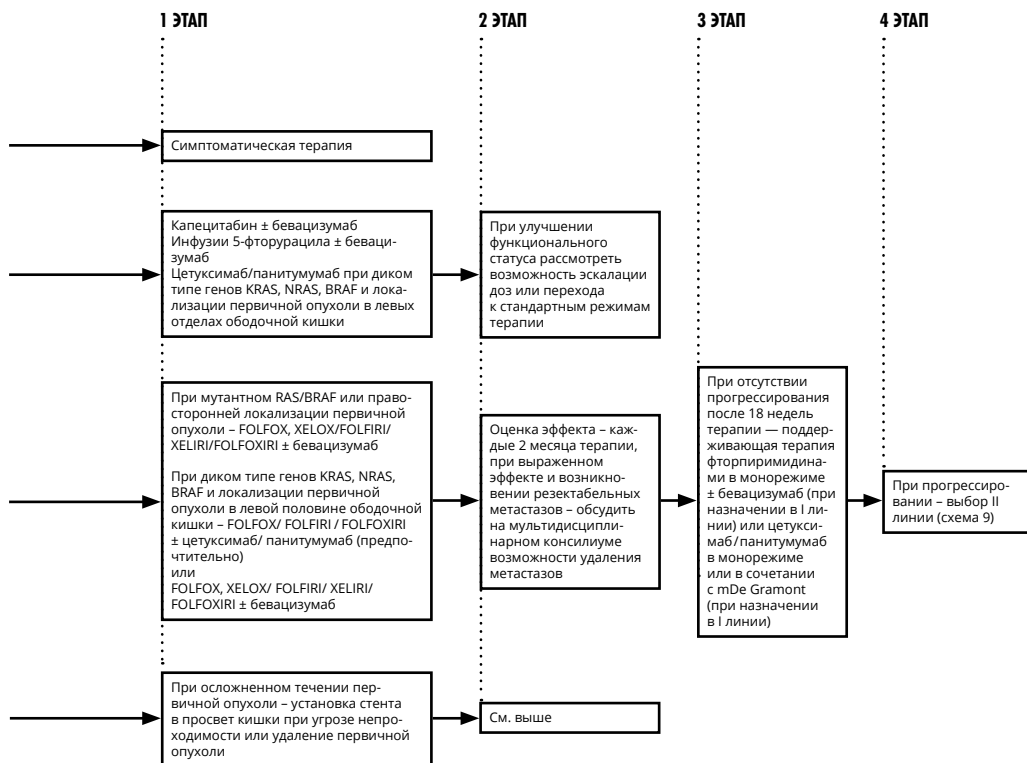 1 ЭТАП
2 ЭТАП
3 ЭТАП
4 ЭТАП
Симптоматическая терапия
Капецитабин ± бевацизумаб
Инфузии 5-фторурацила ± беваци-
зумаб
Цетуксимаб/панитумумаб при диком
типе генов KRAS, NRAS, BRAF и лока-
лизации первичной опухоли в левых
отделах ободочной кишки
При улучшении
функционального
статуса рассмотреть
возможность эскалации
доз или перехода
к стандартным режимам
терапии
При мутантном RAS/BRAF или право-
сторонней локализации первичной
опухоли – FOLFOX, XELOX/FOLFIRI/
XELIRI/FOLFOXIRI ± бевацизумаб
При диком типе генов KRAS, NRAS,
BRAF и локализации первичной
опухоли в левой половине ободочной
кишки – FOLFOX/ FOLFIRI / FOLFOXIRI
± цетуксимаб/ панитумумаб (предпо-
чтительно)
или
FOLFOX, XELOX/ FOLFIRI/ XELIRI/
FOLFOXIRI ± бевацизумаб
Оценка эффекта – каж-
дые 2 месяца терапии,
при выраженном
эффекте и возникно-
вении резектабельных
метастазов – обсудить
на мультидисципли-
нарном консилиуме
возможности удаления
метастазов
При отсутствии
прогрессирования
после 18 недель
терапии — поддер-
живающая терапия
фторпиримидина-
ми в монорежиме
± бевацизумаб (при
назначении в I ли-
нии) или цетукси-
маб/панитумумаб
в монорежиме
или в сочетании
с mDe Gramont
(при назначении
в I линии)
При прогрессиро-
вании – выбор II
линии (схема 9)
При осложненном течении пер-
вичной опухоли – установка стента
в просвет кишки при угрозе непро-
ходимости или удаление первичной
опухоли
См. выше